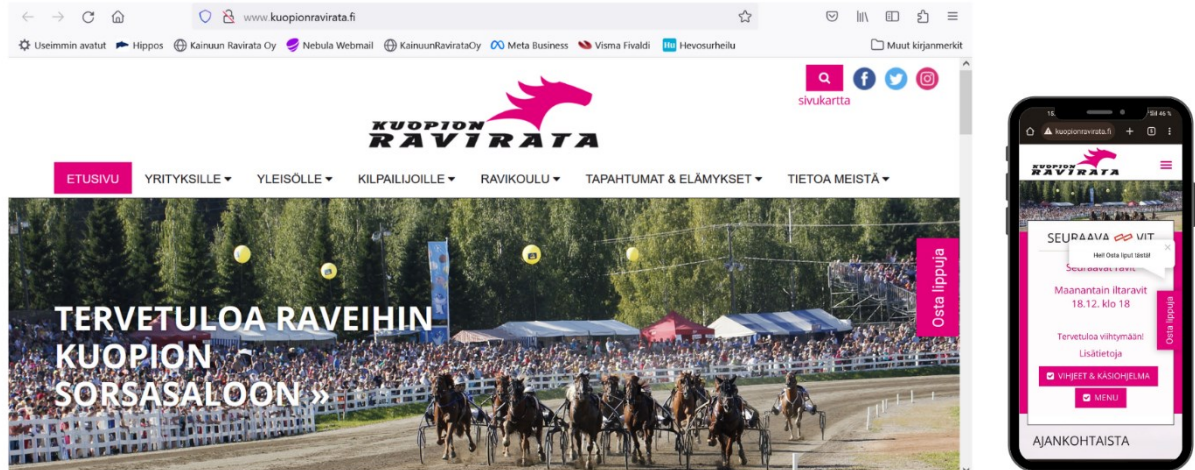 www.kuopionravirata.fi
Useimmin avatut Hippos Kainuun Ravirata Oy Nebula Webmail KainuunRavirataOy Meta Business Visma Fivaldi Hu Hevosurheilu Muut kirjanmerkit
sivukartta
KUOPION
RAVIRATA
ETUSIVU YRITYKSILLE YLEISÖLLE KILPAILIJOILLE RAVIKOULU TAPAHTUMAT & ELÄMYKSET TIETOA MEISTÄ
Osta lippuja
TERVETULOA RAVEIHIN
KUOPION
SORSASALOON »
46 %
kuopionravirata.fi
KUOPION
RAVIRATA
SEURAAVA VIT
Hei! Osta liput tästä!
Seuraavat ravit
Maanantain iltaravit
18.12. klo 18
Osta lippuja
Tervetuloa viihtymään!
Lisätietoja
VIHJEET & KÄSIOHJELMA
MENU
AJANKOHTAISTA